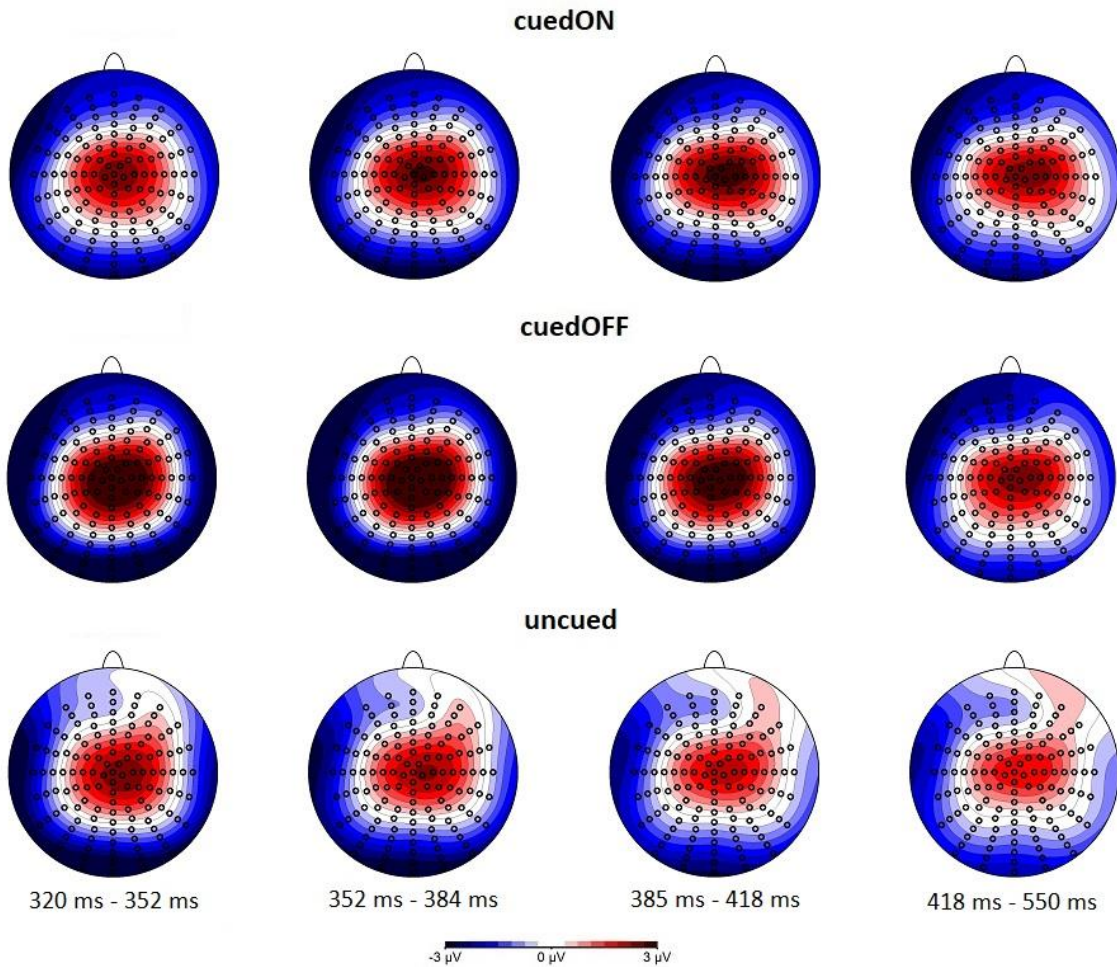 cuedON
cuedOFF
uncued
320 ms - 352 ms
352 ms - 384 ms
385 ms - 418 ms
418 ms - 550 ms
-3 µV 0 µV 3 µV